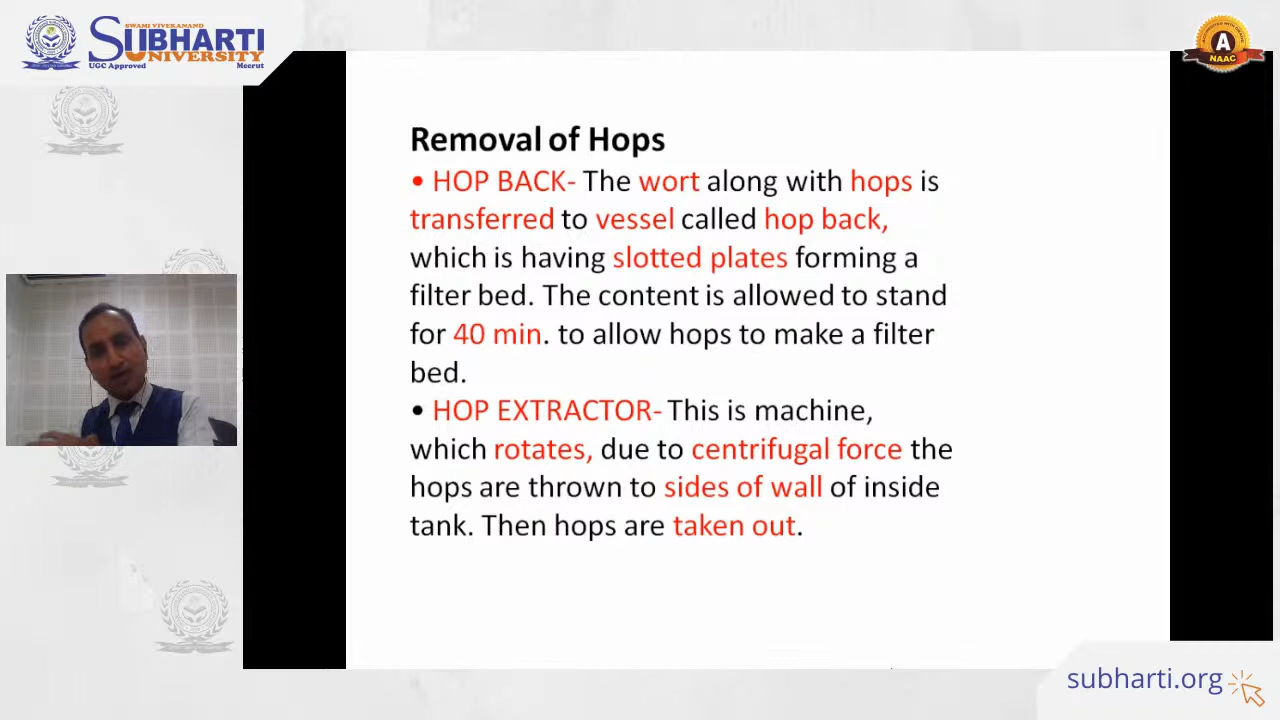 SWAMI VIVEKANAND
SUBHARTI
UNIVERSITY
UGC Approved Meerut
A
NAAC
Removal of Hops
• HOP BACK- The wort along with hops is
transferred to vessel called hop back,
which is having slotted plates forming a
filter bed. The content is allowed to stand
for 40 min. to allow hops to make a filter
bed.
• HOP EXTRACTOR- This is machine,
which rotates, due to centrifugal force the
hops are thrown to sides of wall of inside
tank. Then hops are taken out.
subharti.org